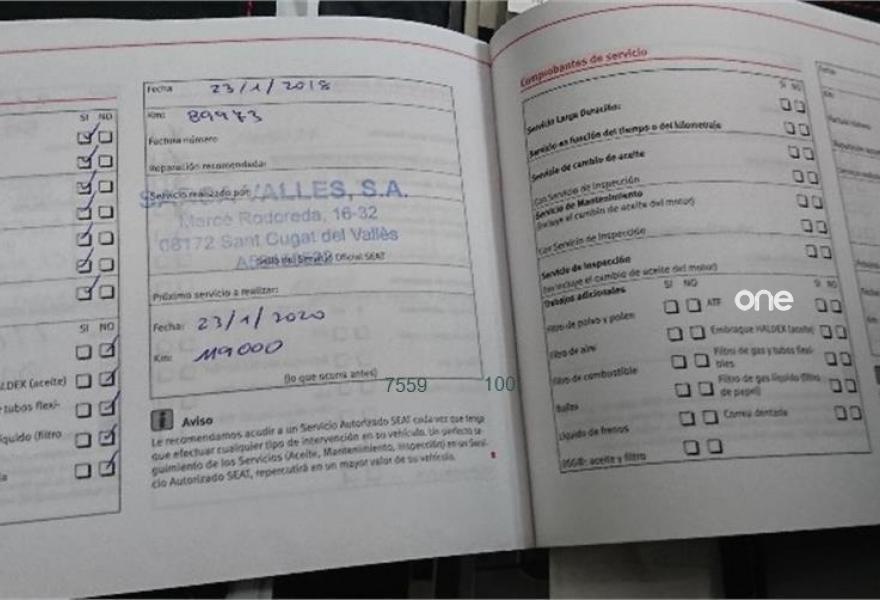 SI NO
SI NO
ALDEX (aceite)
tubos flexi-
líquido (filtro
Fecha 23/1/2018
Km: 89973
Factura número
Reparación recomendada:
Servicio realizado por:
VALLES, S.A.
Mercè Rodoreda, 16-32
08172 Sant Cugat del Vallès
Sello del Servicio Oficial SEAT
Próximo servicio a realizar:
Fecha: 23/1/2020
Km: 119000
(lo que ocurra antes)
7559 100
i Aviso
Le recomendamos acudir a un Servicio Autorizado SEAT cada vez que tenga
que efectuar cualquier tipo de intervención en su vehículo. Un perfecto se-
guimiento de los Servicios (Aceite, Mantenimiento, Inspección) en un Servi-
cio Autorizado SEAT, repercutirá en un mayor valor de su vehículo.
Comprobantes de servicio
SI NO
Servicio Larga Duración:
Servicio en función del tiempo o del kilometraje
Servicio de cambio de aceite
Con Servicio de Inspección
Servicio de Mantenimiento
(incluye el cambio de aceite del motor)
Con Servicio de Inspección
Servicio de Inspección
(no incluye el cambio de aceite del motor)
Trabajos adicionales SI NO
one
Filtro de polvo y polen
ATF
Filtro de aire
Embrague HALDEX (aceite)
Filtro de combustible
Filtro de gas y tubos flexi-
bles
Bujías
Filtro de gas líquido (filtro
de papel)
Líquido de frenos
Correa dentada
DSG®: aceite y filtro